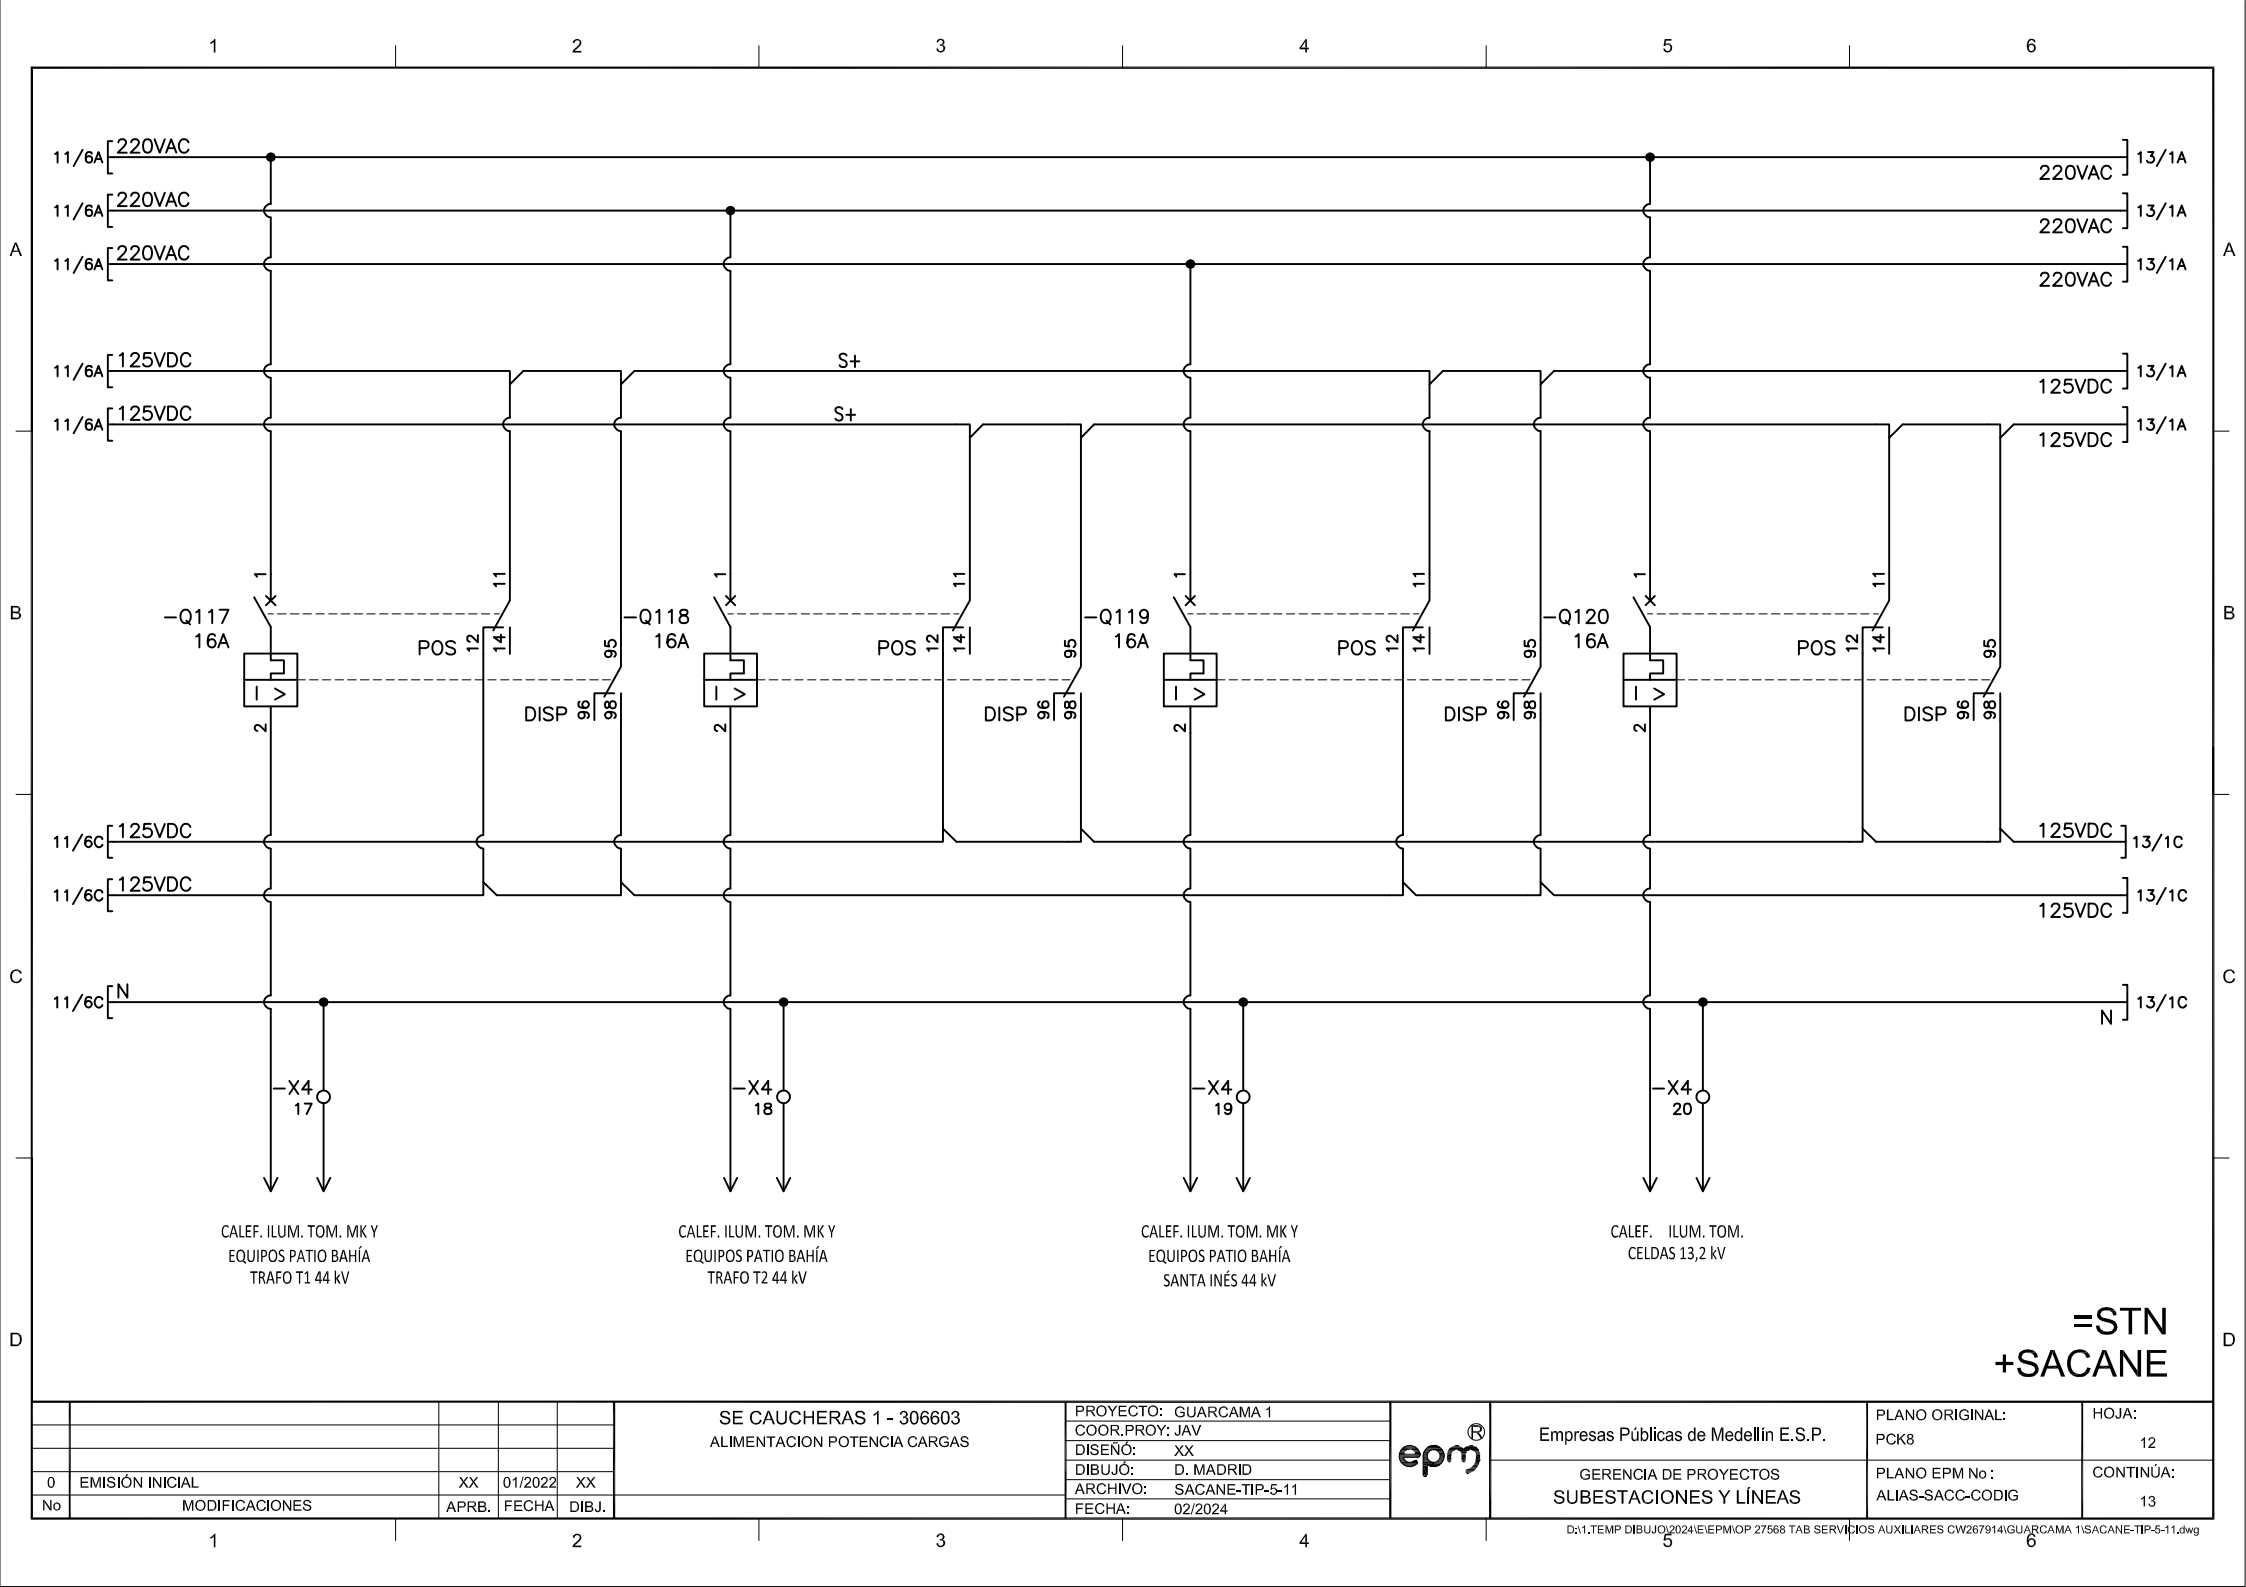 1 2 3 4 5 6
11/6A 220VAC 13/1A
220VAC
11/6A 220VAC 13/1A
220VAC
A A
11/6A 220VAC 13/1A
220VAC
11/6A 125VDC S+ 13/1A
125VDC
11/6A 125VDC S+ 13/1A
125VDC
1 11 1 11 1 11 1 11
B B
-Q117 -Q118 -Q119 -Q120
16A 16A 16A 16A
POS 12 14 95 POS 12 14 95 POS 12 14 95 POS 12 14 95
I > I > I > I >
DISP 96 98 DISP 96 98 DISP 96 98 DISP 96 98
2 2 2 2
11/6C 125VDC 125VDC 13/1C
11/6C 125VDC 13/1C
125VDC
C C
11/6C N 13/1C
N
-X4 -X4 -X4 -X4
17 18 19 20
CALEF. ILUM. TOM. MK Y
EQUIPOS PATIO BAHÍA
TRAFO T1 44 kV
CALEF. ILUM. TOM. MK Y
EQUIPOS PATIO BAHÍA
TRAFO T2 44 kV
CALEF. ILUM. TOM. MK Y
EQUIPOS PATIO BAHÍA
SANTA INÉS 44 kV
CALEF. ILUM. TOM.
CELDAS 13,2 kV
D D
=STN
+SACANE
0 EMISIÓN INICIAL XX 01/2022 XX
No MODIFICACIONES APRB. FECHA DIBJ.
SE CAUCHERAS 1 - 306603
ALIMENTACION POTENCIA CARGAS
PROYECTO: GUARCAMA 1
COOR.PROY: JAV
DISEÑÓ: XX
DIBUJÓ: D. MADRID
ARCHIVO: SACANE-TIP-5-11
FECHA: 02/2024
epm ®
Empresas Públicas de Medellín E.S.P.
GERENCIA DE PROYECTOS
SUBESTACIONES Y LÍNEAS
PLANO ORIGINAL:
PCK8
PLANO EPM No :
ALIAS-SACC-CODIG
HOJA:
12
CONTINÚA:
13
D:\1.TEMP DIBUJO\2024\E\EPM\OP 27568 TAB SERVICIOS AUXILIARES CW267914\GUARCAMA 1\SACANE-TIP-5-11.dwg
1 2 3 4 5 6